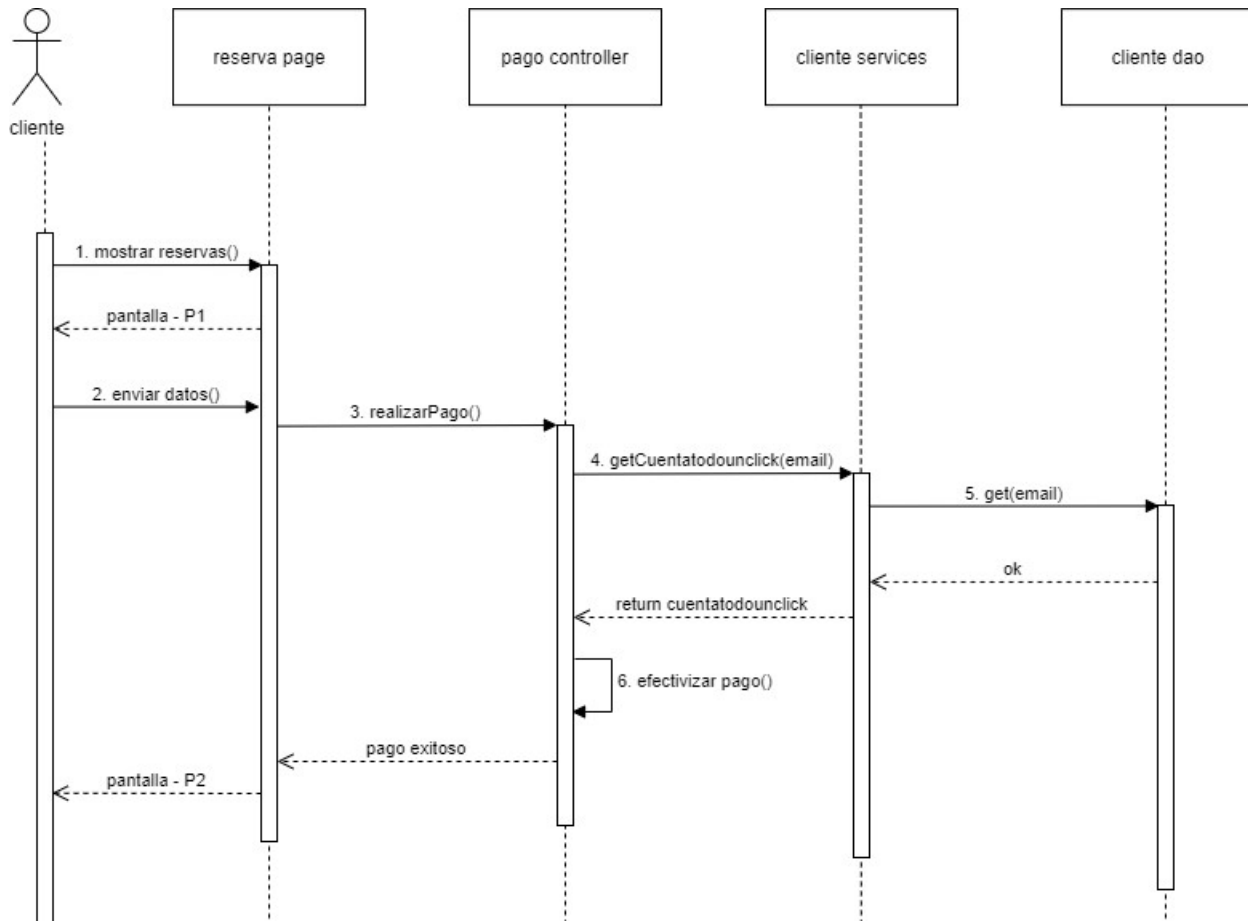 reserva page
pago controller
cliente services
cliente dao
cliente
1. mostrar reservas()
pantalla - P1
2. enviar datos()
3. realizarPago()
4. getCuentatodounclick(email)
5. get(email)
ok
return cuentatodounclick
6. efectivizar pago()
pago exitoso
pantalla - P2